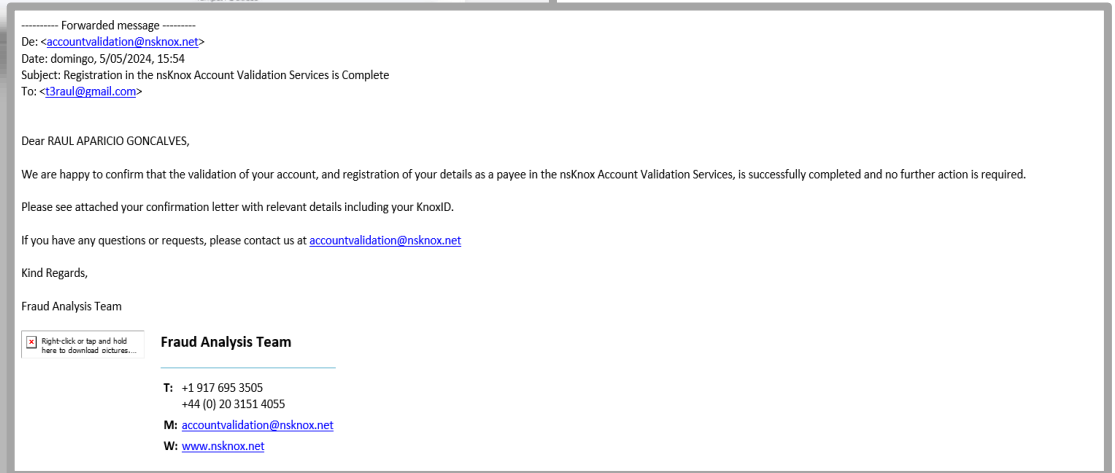 ---------- Forwarded message ---------
De: <accountvalidation@nsknox.net>
Date: domingo, 5/05/2024, 15:54
Subject: Registration in the nsKnox Account Validation Services is Complete
To: <t3raul@gmail.com>
Dear RAUL APARICIO GONCALVES,
We are happy to confirm that the validation of your account, and registration of your details as a payee in the nsKnox Account Validation Services, is successfully completed and no further action is required.
Please see attached your confirmation letter with relevant details including your KnoxID.
If you have any questions or requests, please contact us at accountvalidation@nsknox.net
Kind Regards,
Fraud Analysis Team
Right-click or tap and hold
here to download pictures....
Fraud Analysis Team
T: +1 917 695 3505
+44 (0) 20 3151 4055
M: accountvalidation@nsknox.net
W: www.nsknox.net